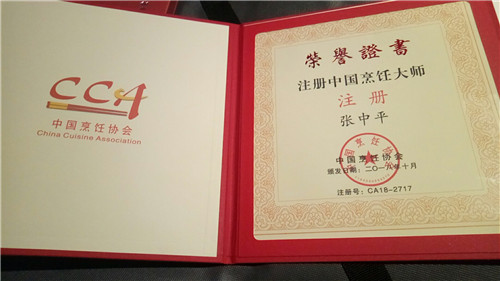 CCA
中国烹饪协会
China Cuisine Association
榮譽證書
注册中国烹饪大师
注册
张中平
中国烹饪协会
颁发日期：二〇一八年十月
注册号：CA18-2717